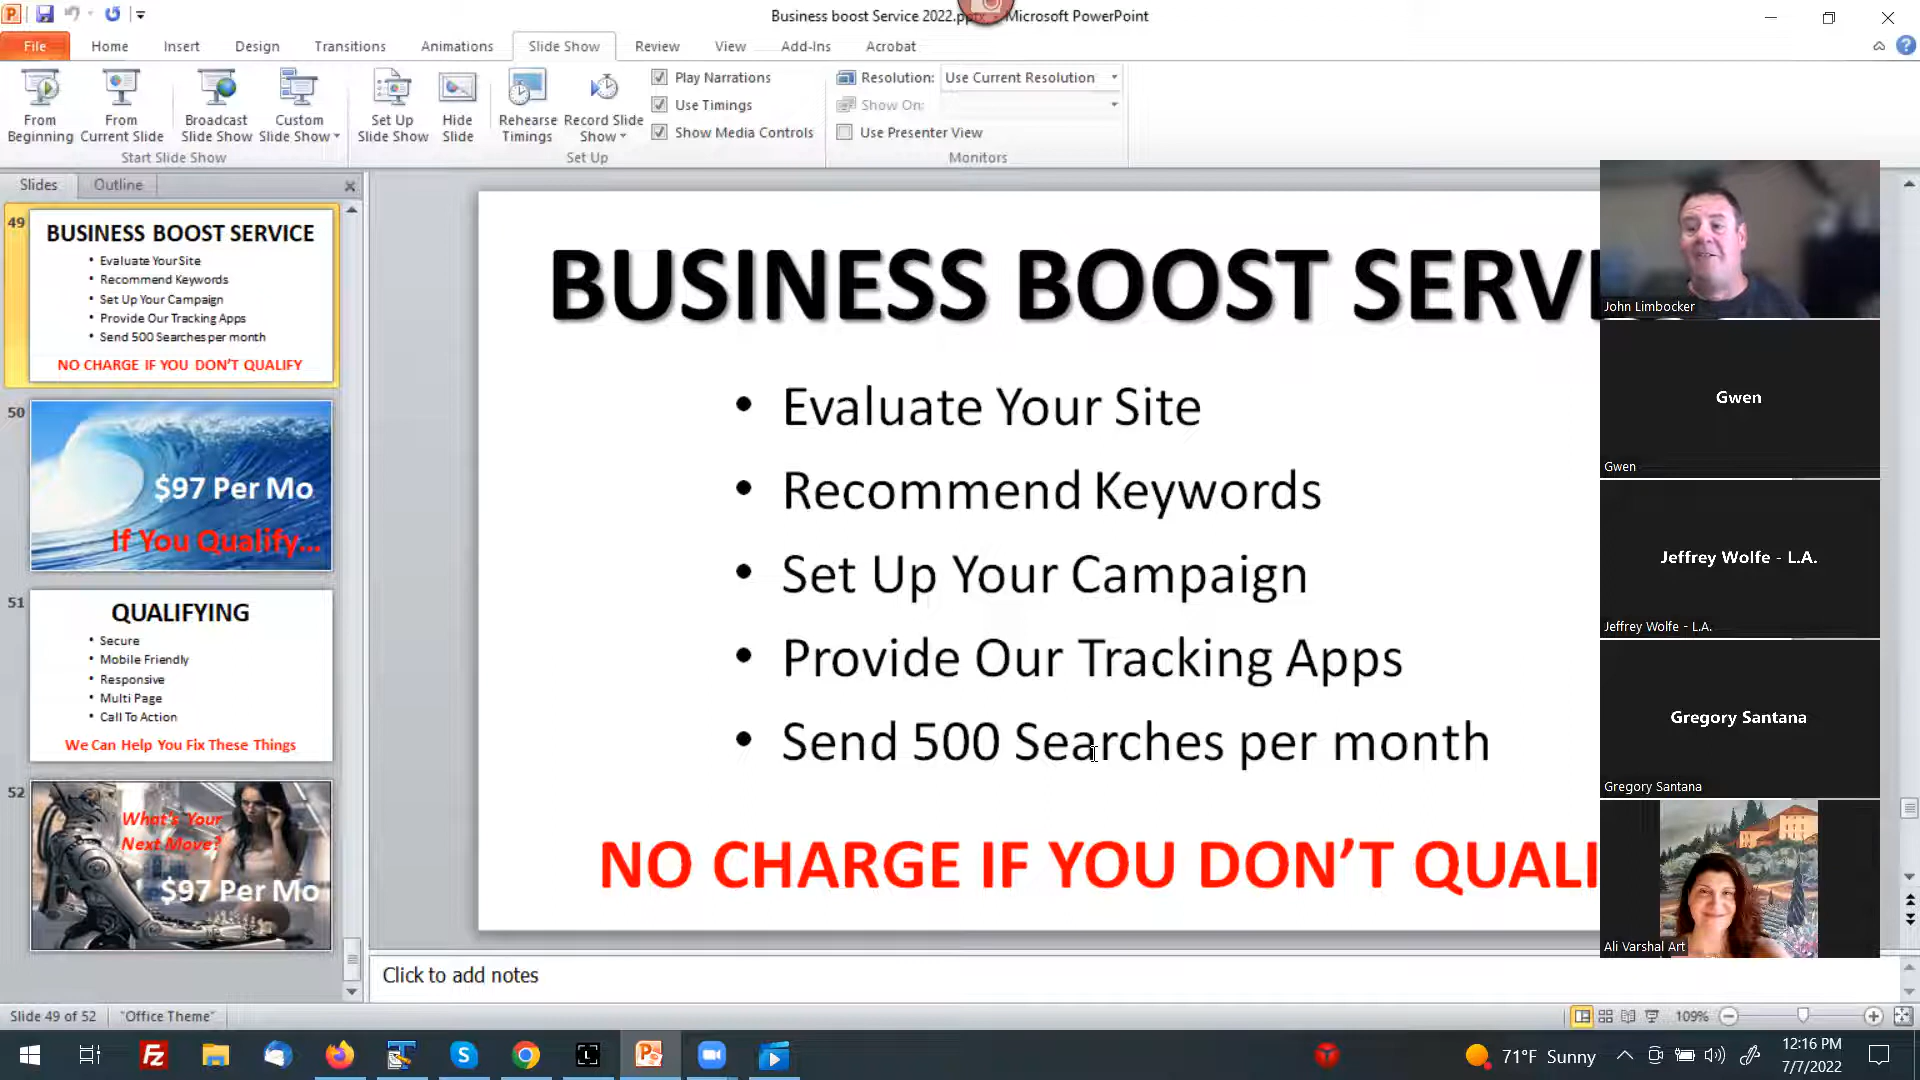 Business boost Service 2022.pptx - Microsoft PowerPoint
File
Home
Insert
Design
Transitions
Animations
Slide Show
Review
View
Add-Ins
Acrobat
From Beginning
From Current Slide
Broadcast Slide Show
Custom Slide Show
Start Slide Show
Set Up Slide Show
Hide Slide
Rehearse Timings
Record Slide Show
Play Narrations
Use Timings
Show Media Controls
Set Up
Resolution:
Use Current Resolution
Show On:
Use Presenter View
Monitors
Slides
Outline
49
BUSINESS BOOST SERVICE
• Evaluate Your Site
• Recommend Keywords
• Set Up Your Campaign
• Provide Our Tracking Apps
• Send 500 Searches per month
NO CHARGE IF YOU DON'T QUALIFY
50
$97 Per Mo
If You Qualify...
51
QUALIFYING
• Secure
• Mobile Friendly
• Responsive
• Multi Page
• Call To Action
We Can Help You Fix These Things
52
What's Your
Next Move?
$97 Per Mo
BUSINESS BOOST SERVI
• Evaluate Your Site
• Recommend Keywords
• Set Up Your Campaign
• Provide Our Tracking Apps
• Send 500 Searches per month
NO CHARGE IF YOU DON'T QUALI
John Limbocker
Gwen
Gwen
Jeffrey Wolfe - L.A.
Jeffrey Wolfe - L.A.
Gregory Santana
Gregory Santana
Ali Varshal Art
Click to add notes
Slide 49 of 52
"Office Theme"
109%
71°F Sunny
12:16 PM
7/7/2022